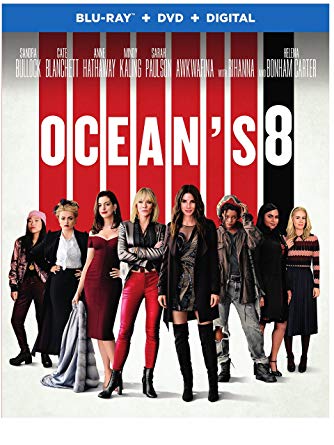 BLU-RAY + DVD + DIGITAL
SANDRA BULLOCK CATE BLANCHETT ANNE HATHAWAY MINDY KALING SARAH PAULSON AWKWAFINA WITH RIHANNA AND HELENA BONHAM CARTER
OCEAN'S 8